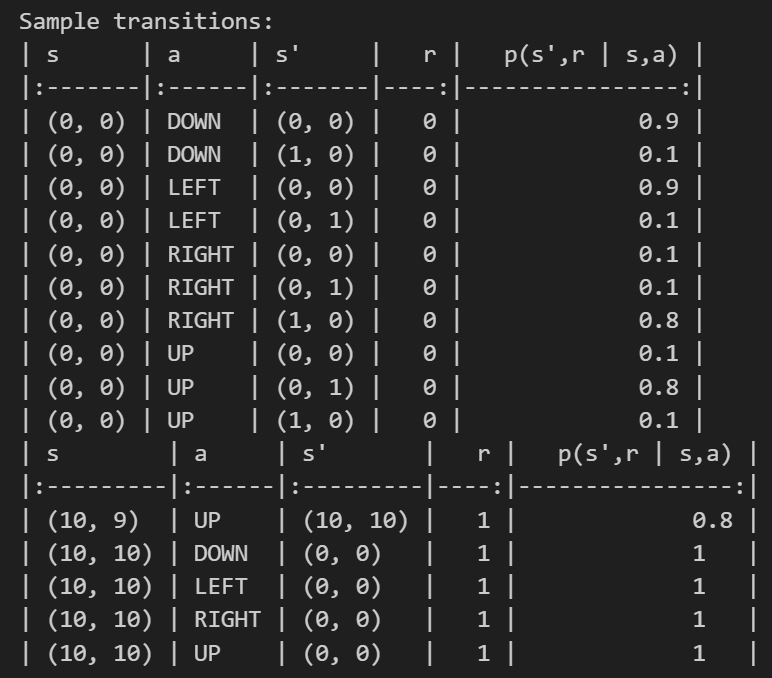 Sample transitions:
| s       | a      | s'      |   r |   p(s',r | s,a) |
|:-------|:------|:-------|----:|----------------:|
| (0, 0) | DOWN  | (0, 0) |   0 |             0.9 |
| (0, 0) | DOWN  | (1, 0) |   0 |             0.1 |
| (0, 0) | LEFT  | (0, 0) |   0 |             0.9 |
| (0, 0) | LEFT  | (0, 1) |   0 |             0.1 |
| (0, 0) | RIGHT | (0, 0) |   0 |             0.1 |
| (0, 0) | RIGHT | (0, 1) |   0 |             0.1 |
| (0, 0) | RIGHT | (1, 0) |   0 |             0.8 |
| (0, 0) | UP    | (0, 0) |   0 |             0.1 |
| (0, 0) | UP    | (0, 1) |   0 |             0.8 |
| (0, 0) | UP    | (1, 0) |   0 |             0.1 |
| s        | a     | s'       |   r |   p(s',r | s,a) |
|:---------|:------|:---------|----:|----------------:|
| (10, 9)  | UP    | (10, 10) |   1 |             0.8 |
| (10, 10) | DOWN  | (0, 0)   |   1 |             1   |
| (10, 10) | LEFT  | (0, 0)   |   1 |             1   |
| (10, 10) | RIGHT | (0, 0)   |   1 |             1   |
| (10, 10) | UP    | (0, 0)   |   1 |             1   |